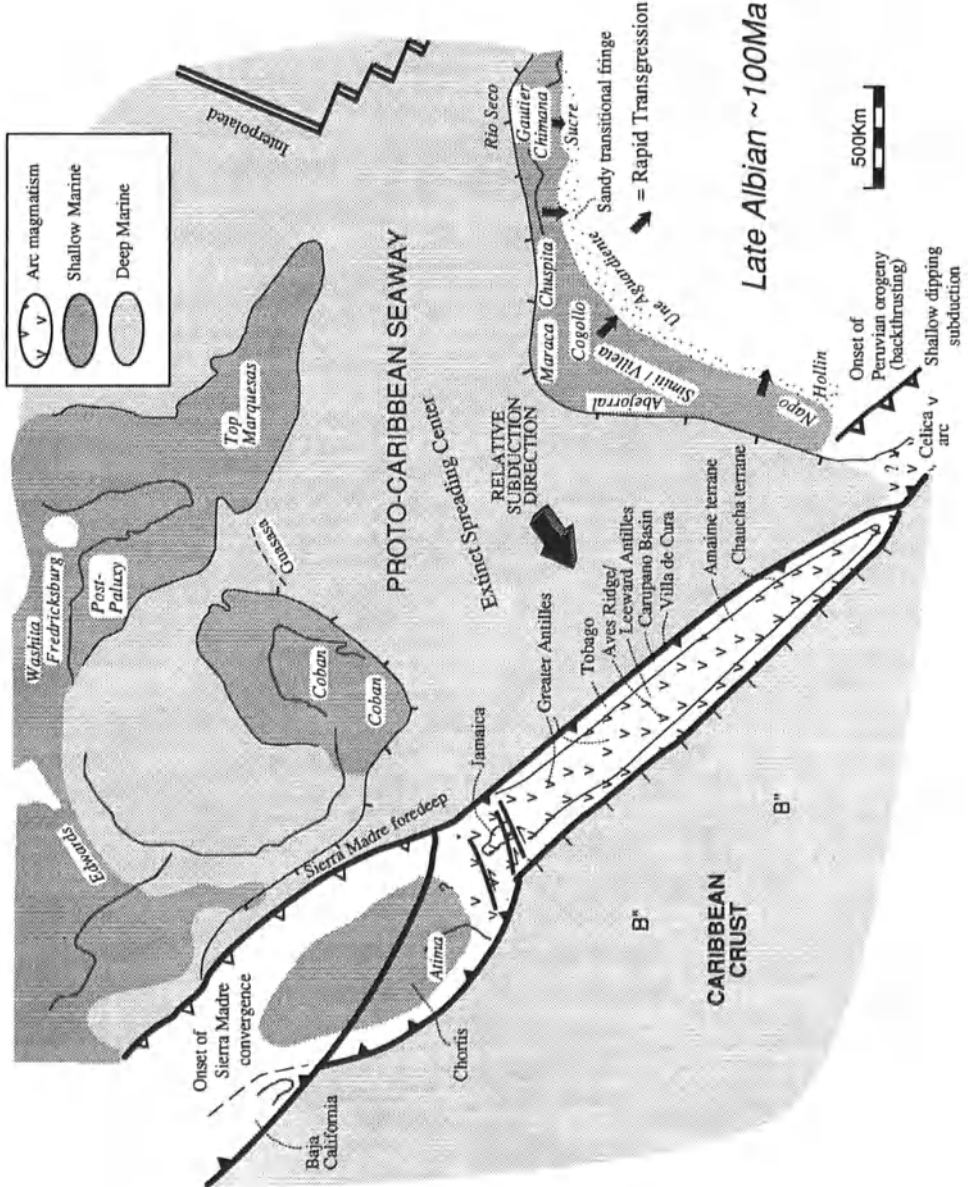 Arc magmatism
Shallow Marine
Deep Marine
Interpolated
Washita
Fredricksburg
Post-
Paluxy
Edwards
Top
Marquesas
Guasasa
Coban
Coban
PROTO-CARIBBEAN SEAWAY
Extinct Spreading Center
RELATIVE
SUBDUCTION
DIRECTION
Rio Seco
Gautier
Chimana
Sucre
Sandy transitional fringe
= Rapid Transgression
Maraca
Chuspita
Cogollo
Une
Aguardiente
Simiti / Villeta
Abejorral
Napo
Hollin
Late Albian ~100Ma
500Km
Onset of
Peruvian orogeny
(backthrusting)
Shallow dipping
subduction
Celica
arc
?
Onset of
Sierra Madre
convergence
Sierra Madre foredeep
Baja
California
Chortis
Atima
Jamaica
Greater Antilles
Tobago
Aves Ridge/
Leeward Antilles
Carupano Basin
Villa de Cura
Amaime terrane
Chaucha terrane
B"
B"
CARIBBEAN
CRUST